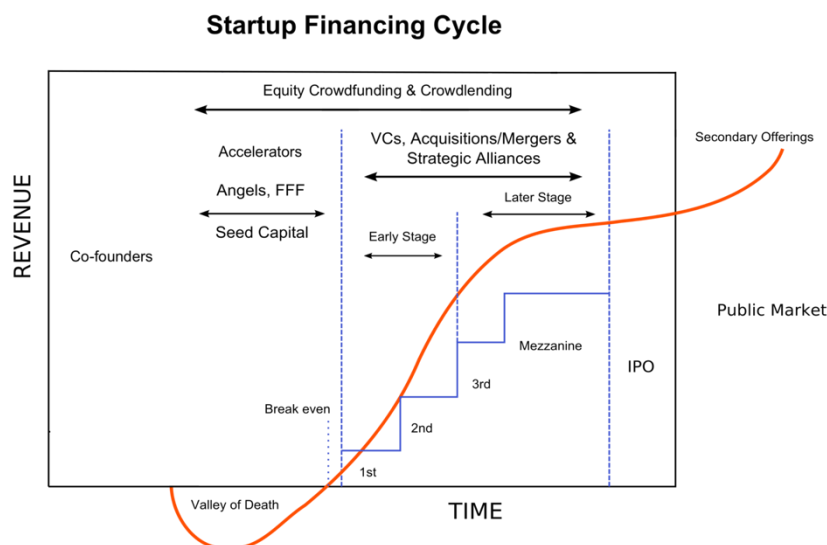 Startup Financing Cycle
Equity Crowdfunding & Crowdlending
VCs, Acquisitions/Mergers &
Strategic Alliances
Accelerators
Angels, FFF
Seed Capital
Co-founders
Early Stage
Later Stage
Secondary Offerings
Public Market
REVENUE
Break even
Valley of Death
1st
2nd
3rd
Mezzanine
IPO
TIME